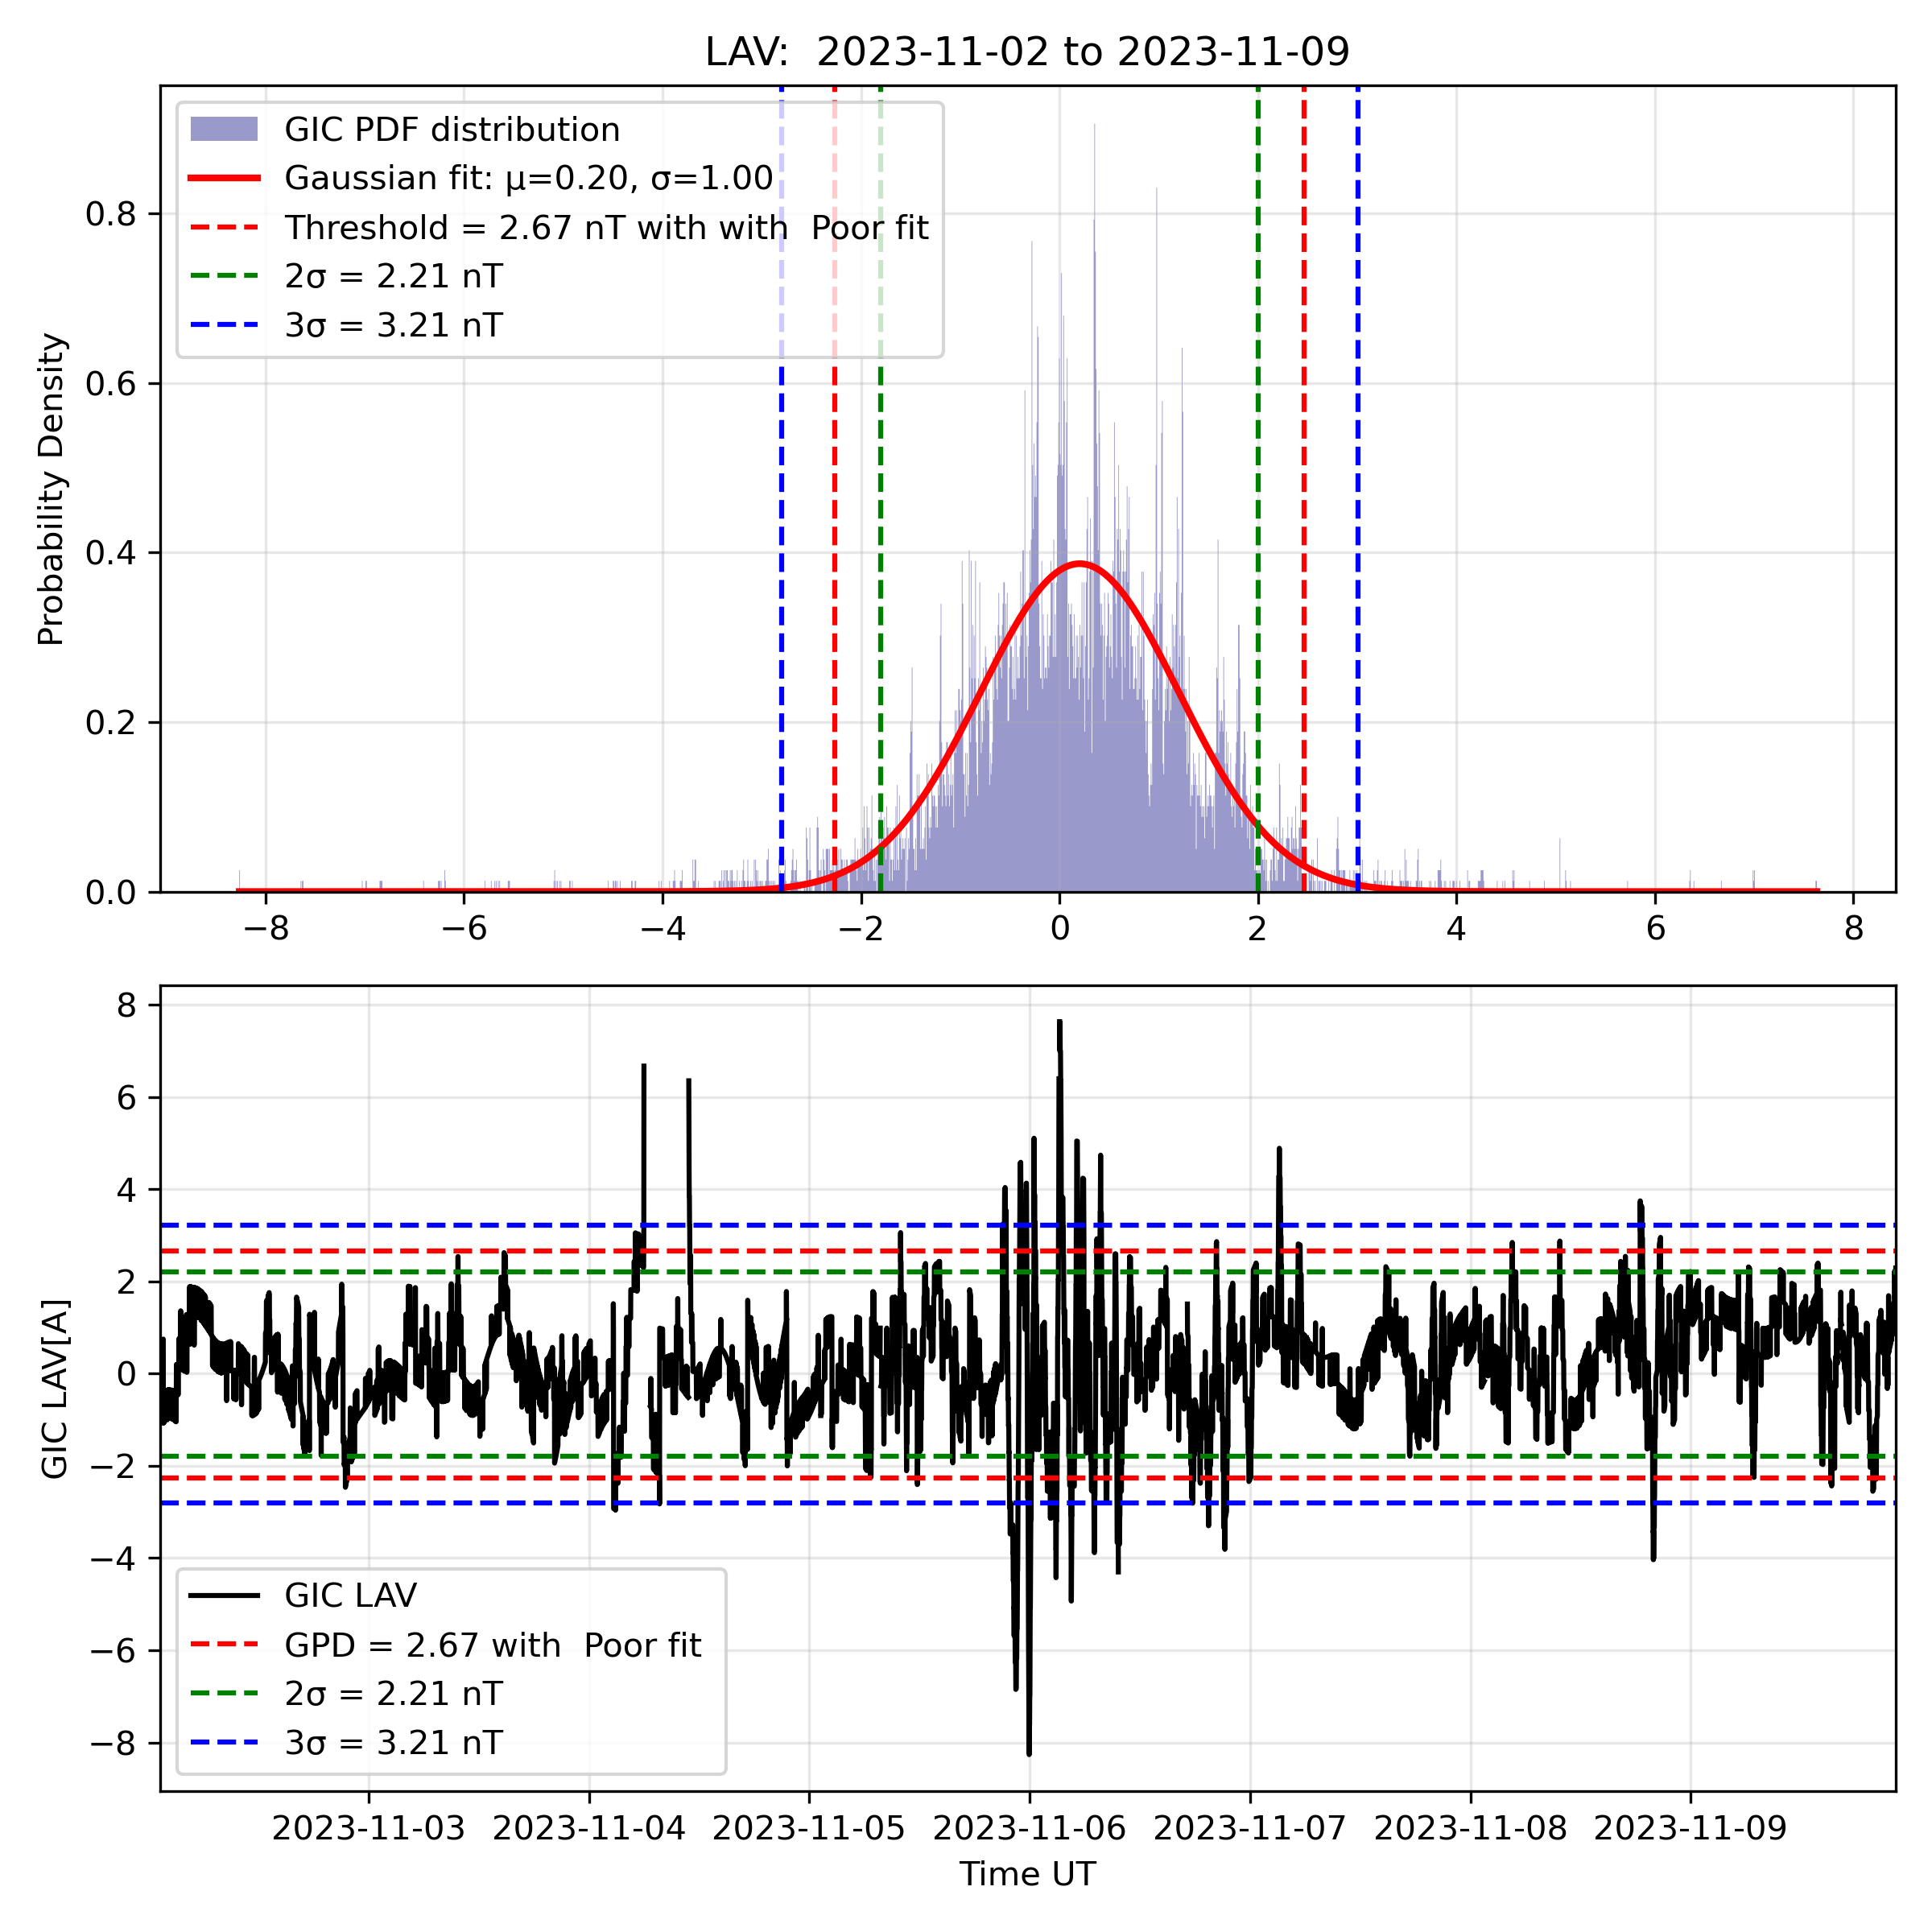 LAV:  2023-11-02 to 2023-11-09
GIC PDF distribution
Gaussian fit: μ=0.20, σ=1.00
Threshold = 2.67 nT with with  Poor fit
2σ = 2.21 nT
3σ = 3.21 nT
Probability Density
0.8
0.6
0.4
0.2
0.0
−8 −6 −4 −2 0 2 4 6 8
GIC LAV[A]
8
6
4
2
0
−2
−4
−6
−8
GIC LAV
GPD = 2.67 with  Poor fit
2σ = 2.21 nT
3σ = 3.21 nT
2023-11-03 2023-11-04 2023-11-05 2023-11-06 2023-11-07 2023-11-08 2023-11-09
Time UT